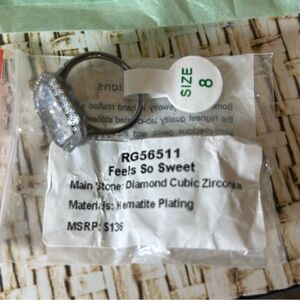 SIZE
8
RG56511
Feels So Sweet
Main Stone: Diamond Cubic Zirconia
Materials: Hematite Plating
MSRP: $136